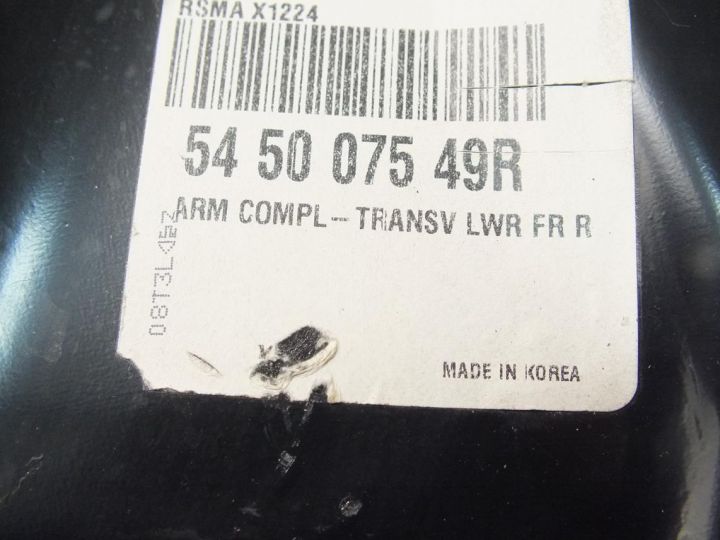 RSMA X1224
54 50 075 49R
ARM COMPL-TRANSV LWR FR R
MADE IN KOREA